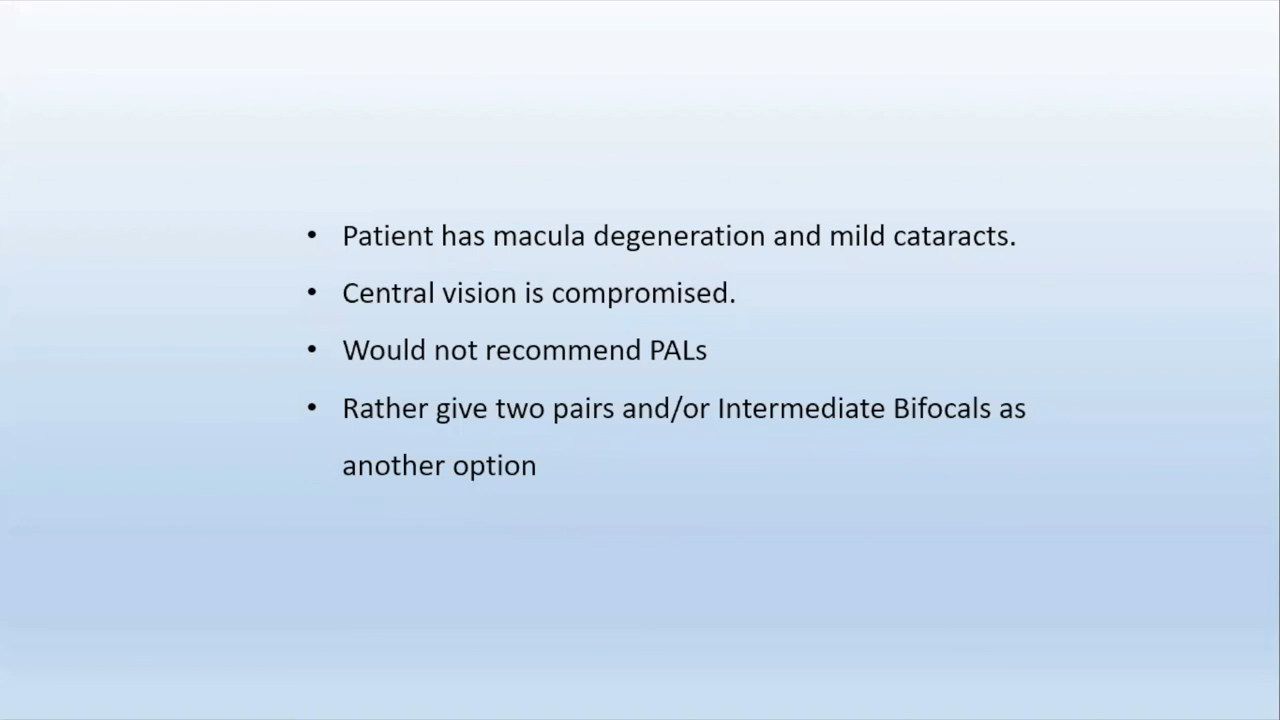 • Patient has macula degeneration and mild cataracts.
• Central vision is compromised.
• Would not recommend PALs
• Rather give two pairs and/or Intermediate Bifocals as
another option